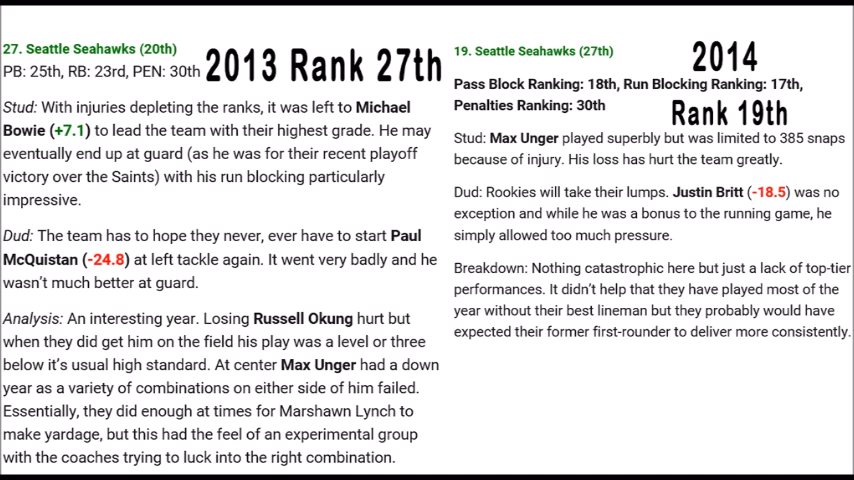 27. Seattle Seahawks (20th)
PB: 25th, RB: 23rd, PEN: 30th
2013 Rank 27th
Stud: With injuries depleting the ranks, it was left to Michael
Bowie (+7.1) to lead the team with their highest grade. He may
eventually end up at guard (as he was for their recent playoff
victory over the Saints) with his run blocking particularly
impressive.
Dud: The team has to hope they never, ever have to start Paul
McQuistan (-24.8) at left tackle again. It went very badly and he
wasn't much better at guard.
Analysis: An interesting year. Losing Russell Okung hurt but
when they did get him on the field his play was a level or three
below it's usual high standard. At center Max Unger had a down
year as a variety of combinations on either side of him failed.
Essentially, they did enough at times for Marshawn Lynch to
make yardage, but this had the feel of an experimental group
with the coaches trying to luck into the right combination.
19. Seattle Seahawks (27th)
2014
Pass Block Ranking: 18th, Run Blocking Ranking: 17th,
Penalties Ranking: 30th
Rank 19th
Stud: Max Unger played superbly but was limited to 385 snaps
because of injury. His loss has hurt the team greatly.
Dud: Rookies will take their lumps. Justin Britt (-18.5) was no
exception and while he was a bonus to the running game, he
simply allowed too much pressure.
Breakdown: Nothing catastrophic here but just a lack of top-tier
performances. It didn't help that they have played most of the
year without their best lineman but they probably would have
expected their former first-rounder to deliver more consistently.